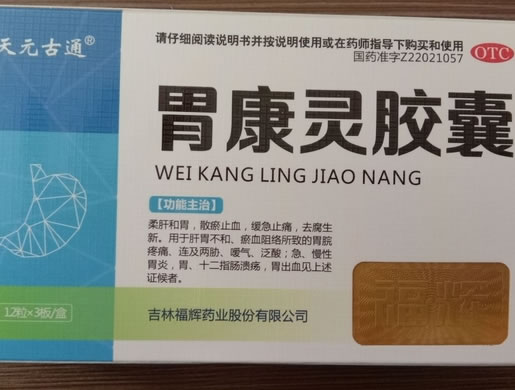 天元古通®
请仔细阅读说明书并按说明使用或在药师指导下购买和使用
国药准字Z22021057
OTC
胃康灵胶囊
WEI KANG LING JIAO NANG
【功能主治】
柔肝和胃，散瘀止血，缓急止痛，去腐生
新。用于肝胃不和、瘀血阻络所致的胃脘
疼痛、连及两胁、嗳气、泛酸；急、慢性
胃炎，胃、十二指肠溃疡，胃出血见上述
证候者。
福辉
12粒×3板/盒
吉林福辉药业股份有限公司